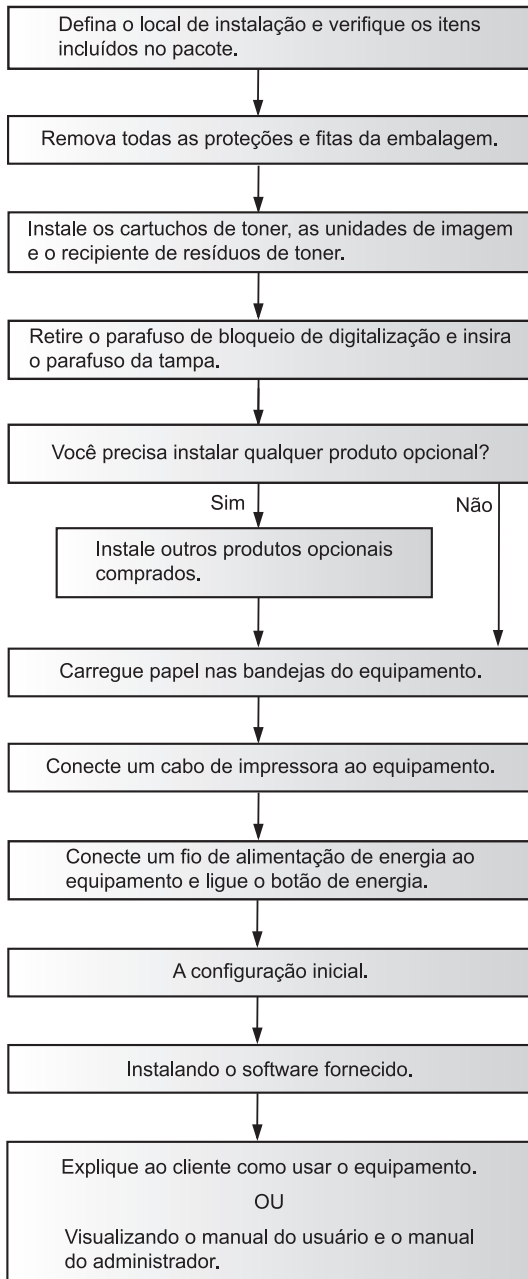 Defina o local de instalação e verifique os itens
incluídos no pacote.
Remova todas as proteções e fitas da embalagem.
Instale os cartuchos de toner, as unidades de imagem
e o recipiente de resíduos de toner.
Retire o parafuso de bloqueio de digitalização e insira
o parafuso da tampa.
Você precisa instalar qualquer produto opcional?
Sim
Não
Instale outros produtos opcionais
comprados.
Carregue papel nas bandejas do equipamento.
Conecte um cabo de impressora ao equipamento.
Conecte um fio de alimentação de energia ao
equipamento e ligue o botão de energia.
A configuração inicial.
Instalando o software fornecido.
Explique ao cliente como usar o equipamento.
OU
Visualizando o manual do usuário e o manual
do administrador.